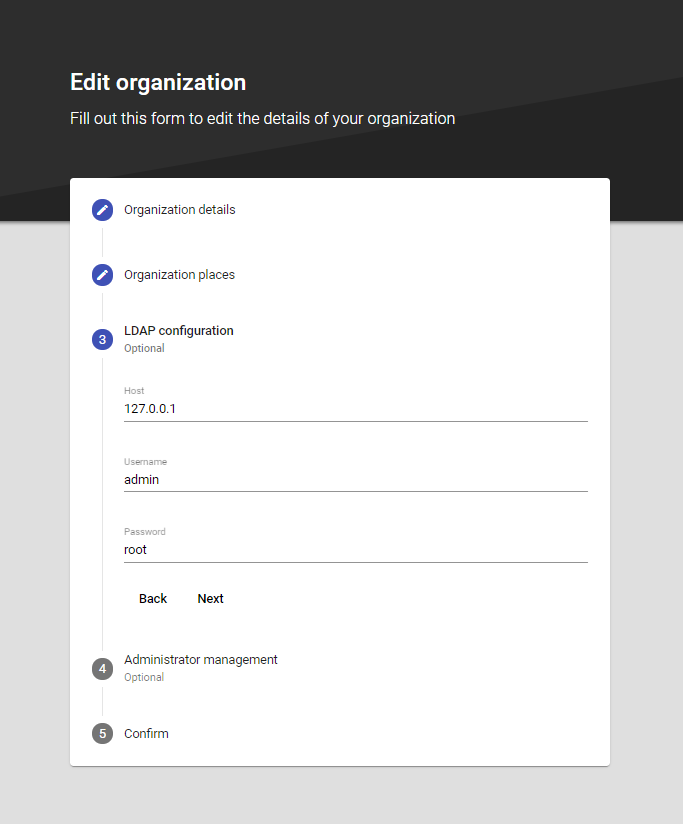 Edit organization
Fill out this form to edit the details of your organization
Organization details
Organization places
3
LDAP configuration
Optional
Host
127.0.0.1
Username
admin
Password
root
Back Next
4
Administrator management
Optional
5
Confirm